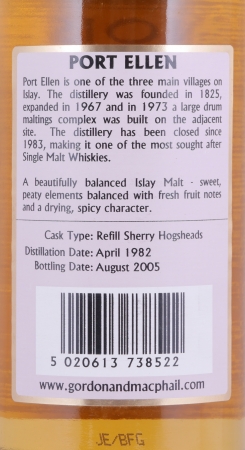 PORT ELLEN
Port Ellen is one of the three main villages on
Islay. The distillery was founded in 1825,
expanded in 1967 and in 1973 a large drum
maltings complex was built on the adjacent
site. The distillery has been closed since
1983, making it one of the most sought after
Single Malt Whiskies.
A beautifully balanced Islay Malt - sweet,
peaty elements balanced with fresh fruit notes
and a drying, spicy character.
Cask Type: Refill Sherry Hogsheads
Distillation Date: April 1982
Bottling Date: August 2005
5 020613 738522
www.gordonandmacphail.com
JE/BFG